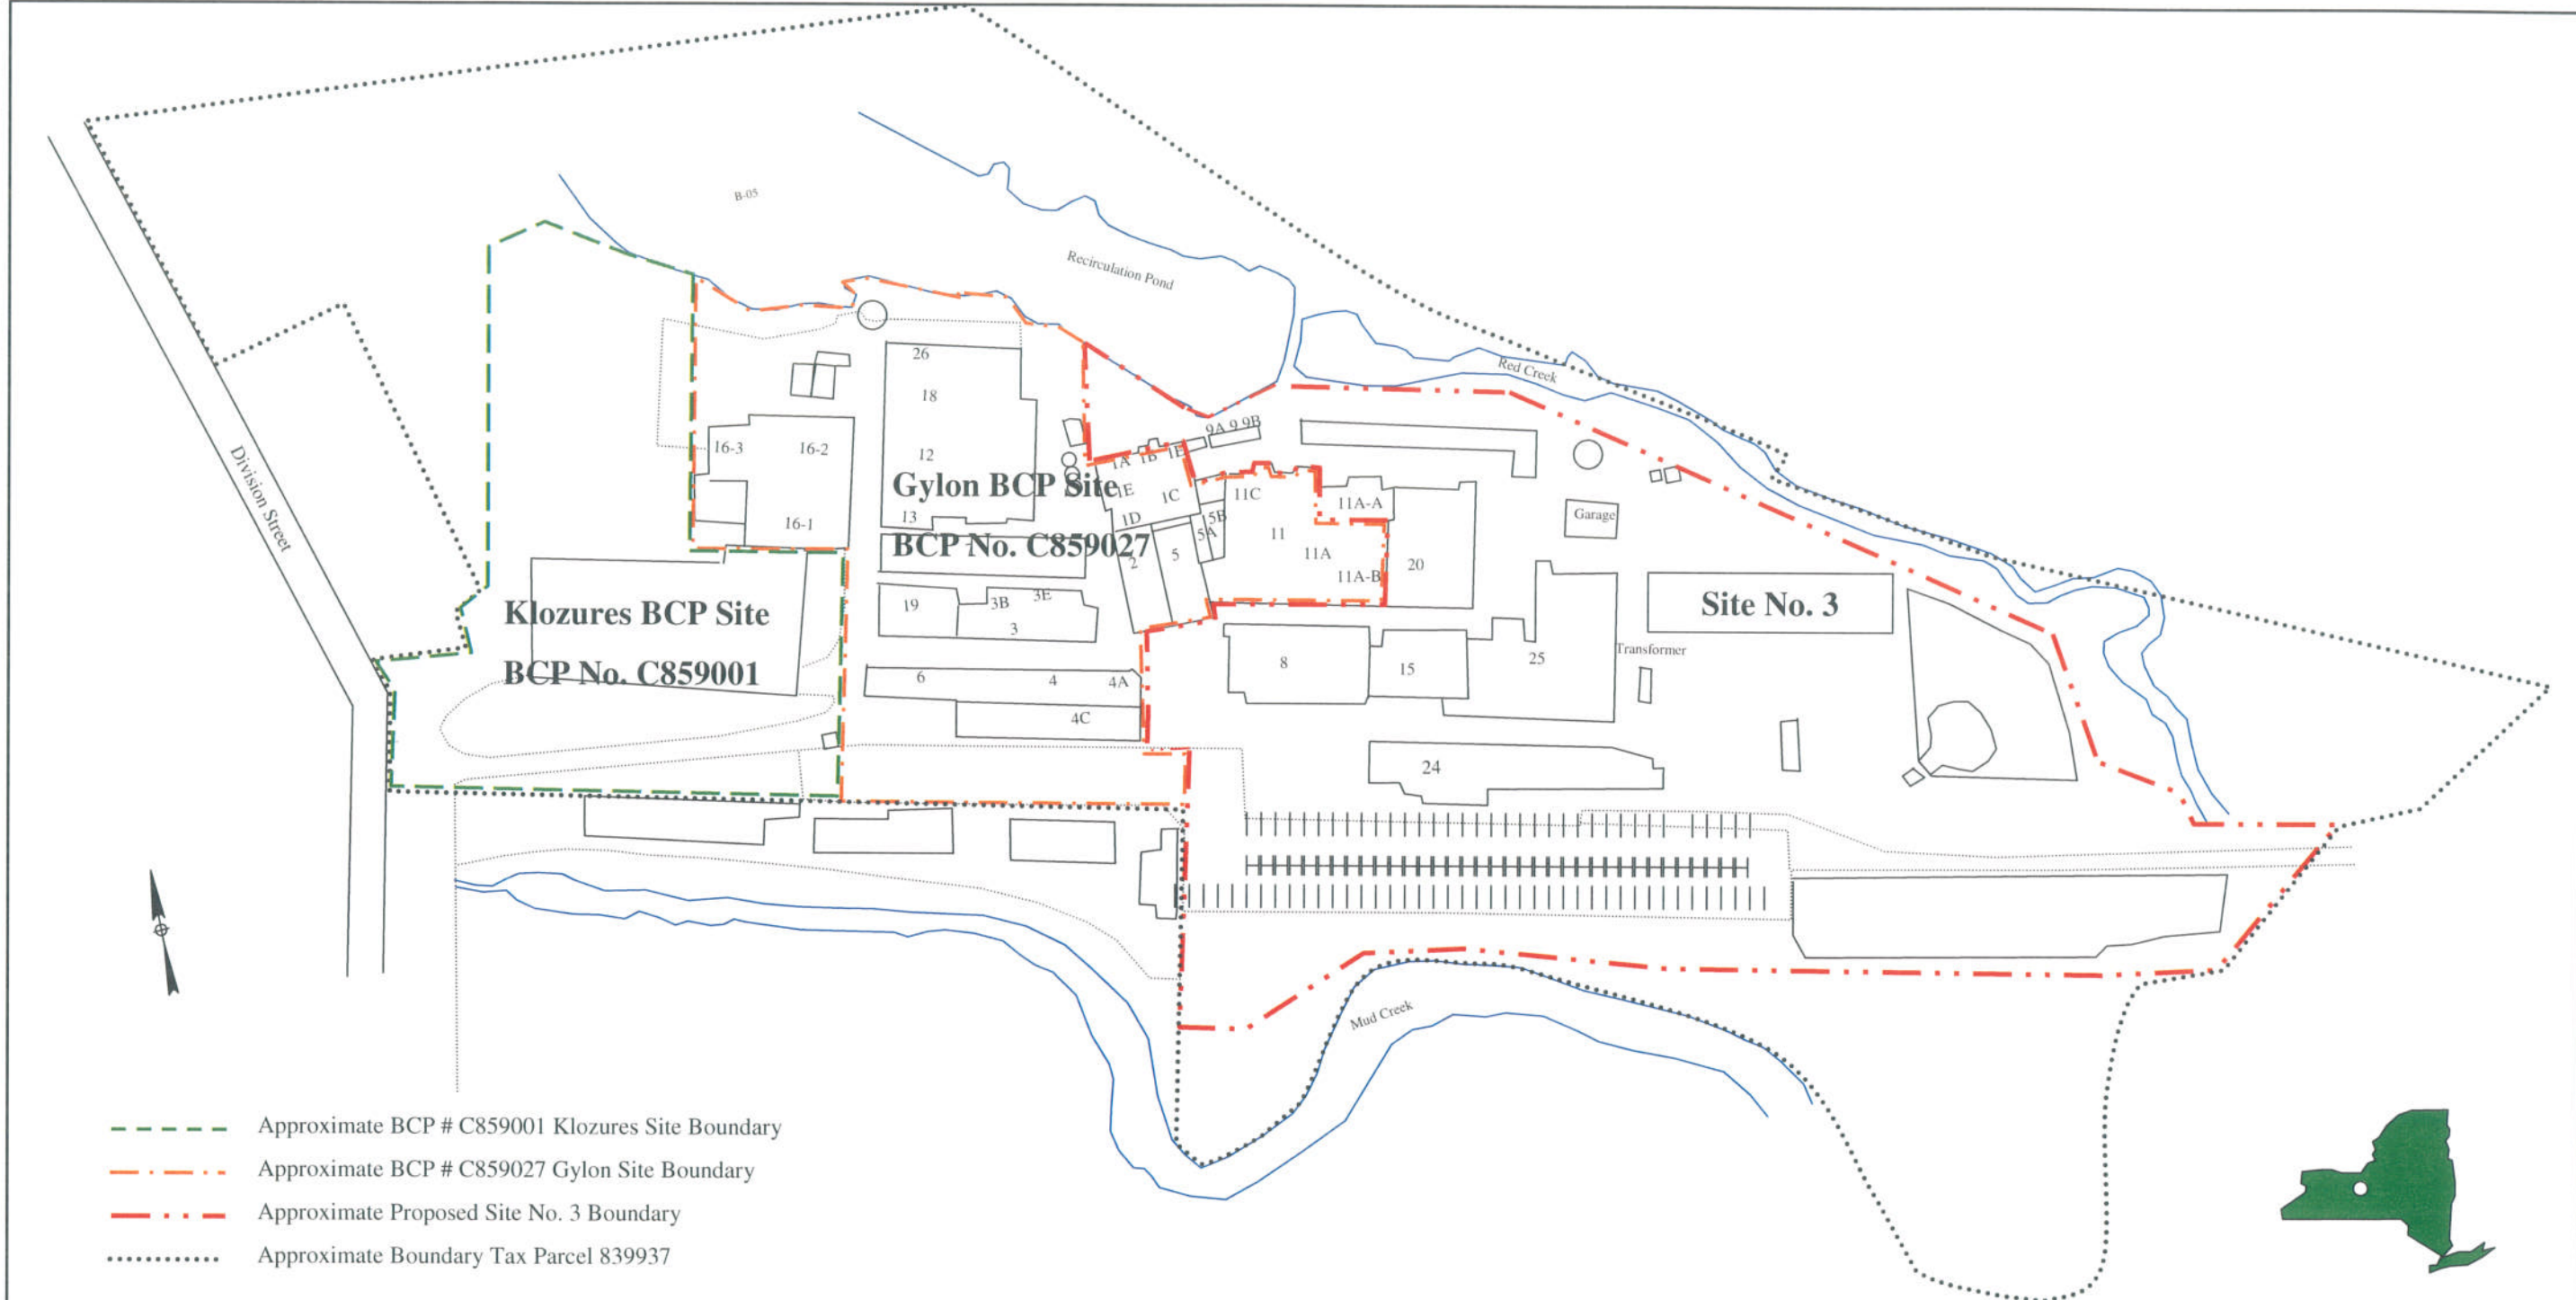 B-05
Recirculation Pond
Red Creek
Division Street
26
18
12
13
16-3
16-2
16-1
Gylon BCP Site
BCP No. C859027
1A 1B 1E
1E
1C
1D
2
5
5A
5B
9A 9 9B
11C
11
11A-A
11A
11A-B
20
Garage
Klozures BCP Site
BCP No. C859001
19
3B
3E
3
6
4
4A
4C
8
15
25
Transformer
Site No. 3
24
Mud Creek
Approximate BCP # C859001 Klozures Site Boundary
Approximate BCP # C859027 Gylon Site Boundary
Approximate Proposed Site No. 3 Boundary
Approximate Boundary Tax Parcel 839937